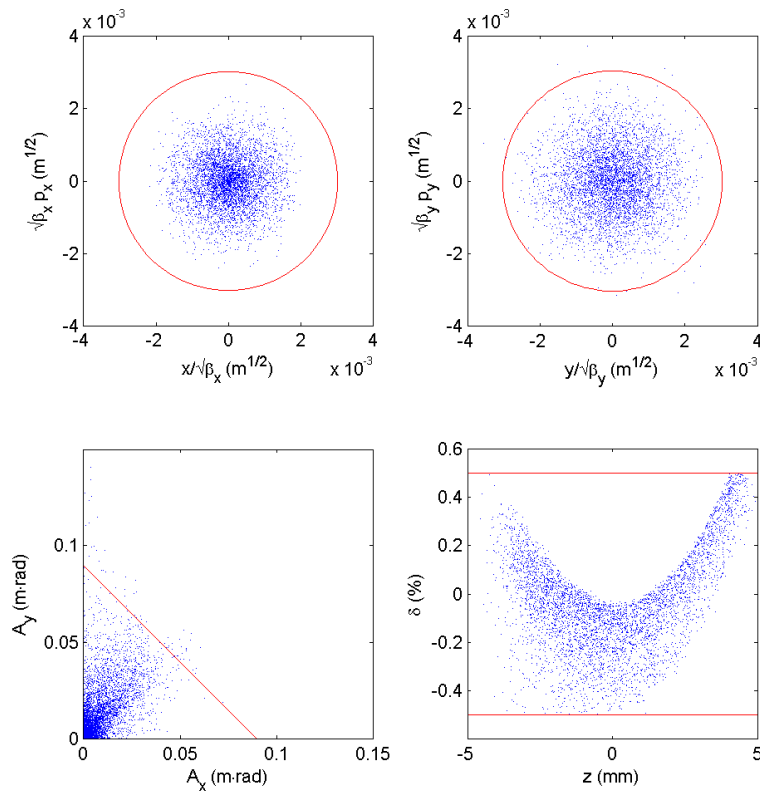 x 10⁻³
x 10⁻³
4
2
0
-2
-4
√β_x p_x (m^1/2)
-4 -2 0 2 4
x/√β_x (m^1/2)
x 10⁻³
4
2
0
-2
-4
√β_y p_y (m^1/2)
-4 -2 0 2 4
y/√β_y (m^1/2)
x 10⁻³
0.1
0.05
0
A_y (m·rad)
0 0.05 0.1 0.15
A_x (m·rad)
0.6
0.4
0.2
0
-0.2
-0.4
δ (%)
-5 0 5
z (mm)